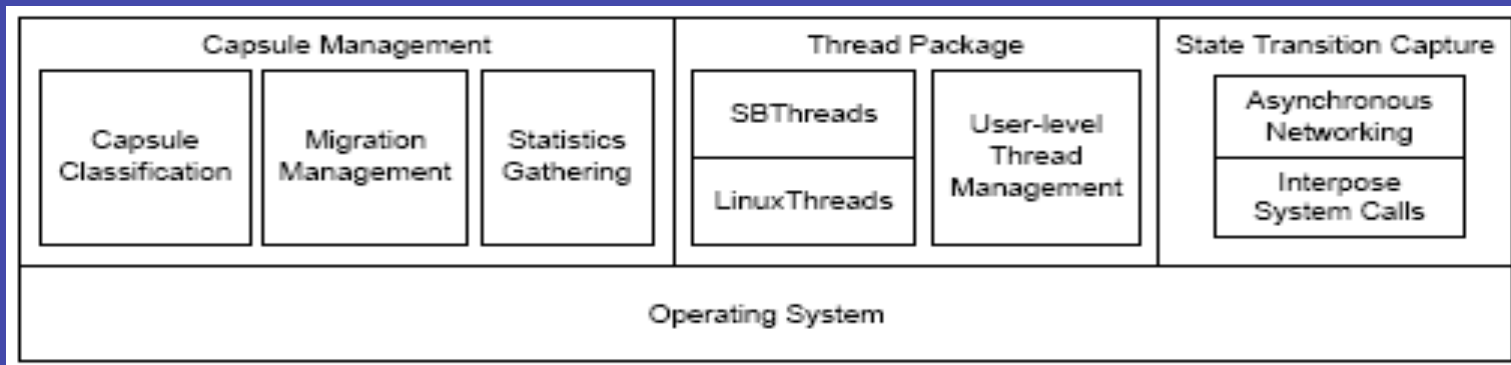 Capsule Management
Capsule
Classification
Migration
Management
Statistics
Gathering
Thread Package
SBThreads
LinuxThreads
User-level
Thread
Management
State Transition Capture
Asynchronous
Networking
Interpose
System Calls
Operating System